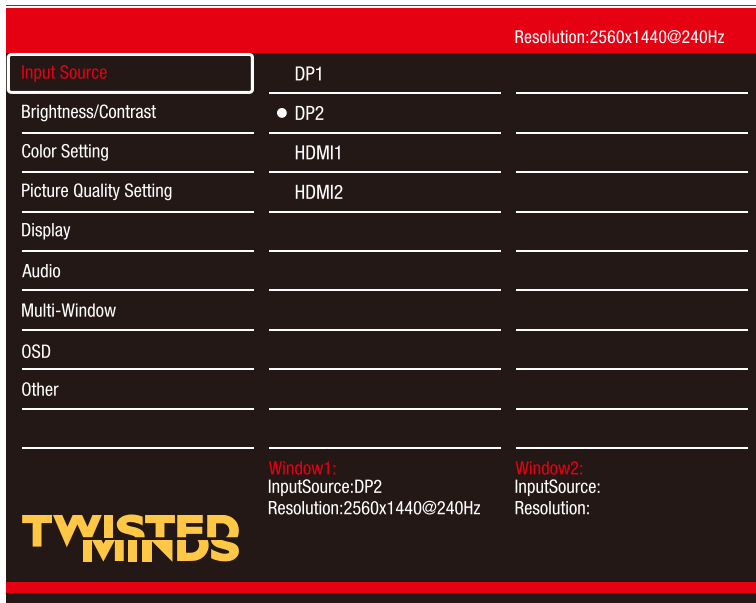 Resolution:2560x1440@240Hz
Input Source
Brightness/Contrast
Color Setting
Picture Quality Setting
Display
Audio
Multi-Window
OSD
Other
DP1
DP2
HDMI1
HDMI2
Window1:
InputSource:DP2
Resolution:2560x1440@240Hz
Window2:
InputSource:
Resolution:
TWISTED
MINDS